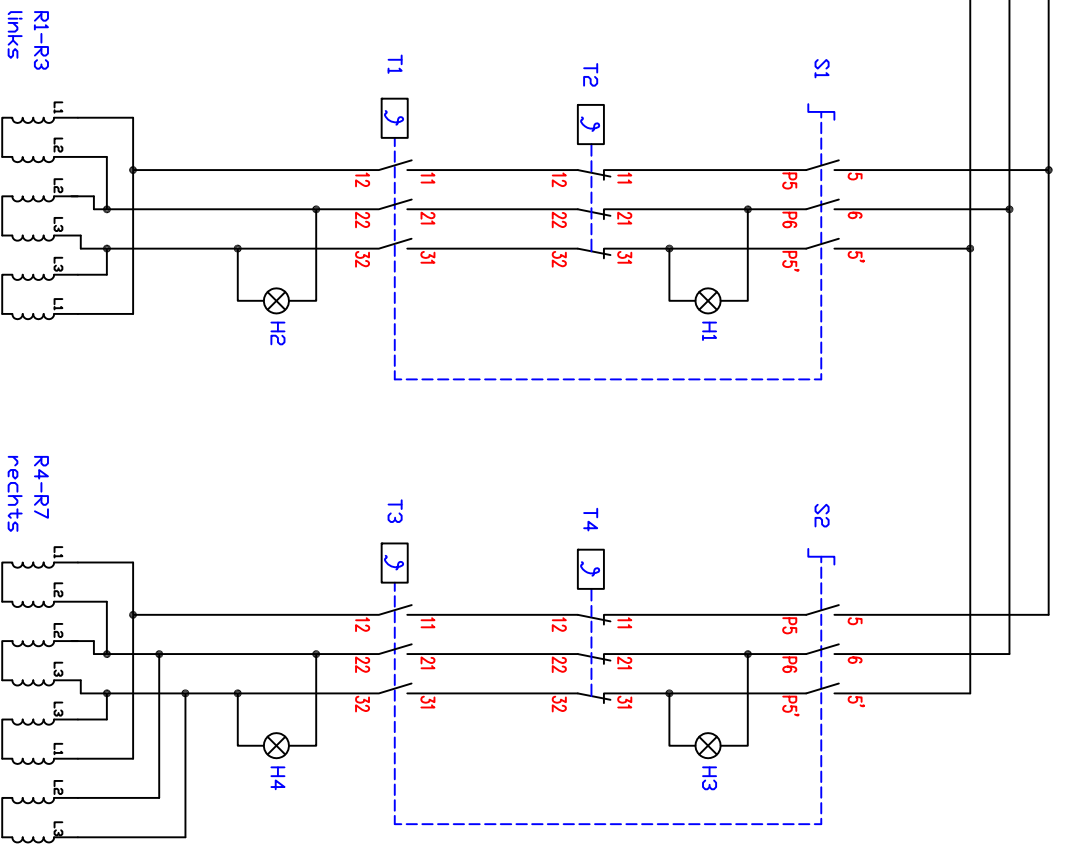 R1-R3
links
T1
T2
S1
L1
L2
L2
L3
L3
L1
12
11
12
11
P5
5
22
21
22
21
P6
6
32
31
32
31
P5'
5'
H2
H1
R4-R7
rechts
T3
T4
S2
L1
L2
L2
L3
L3
L1
L2
L3
12
11
12
11
P5
5
22
21
22
21
P6
6
32
31
32
31
P5'
5'
H4
H3